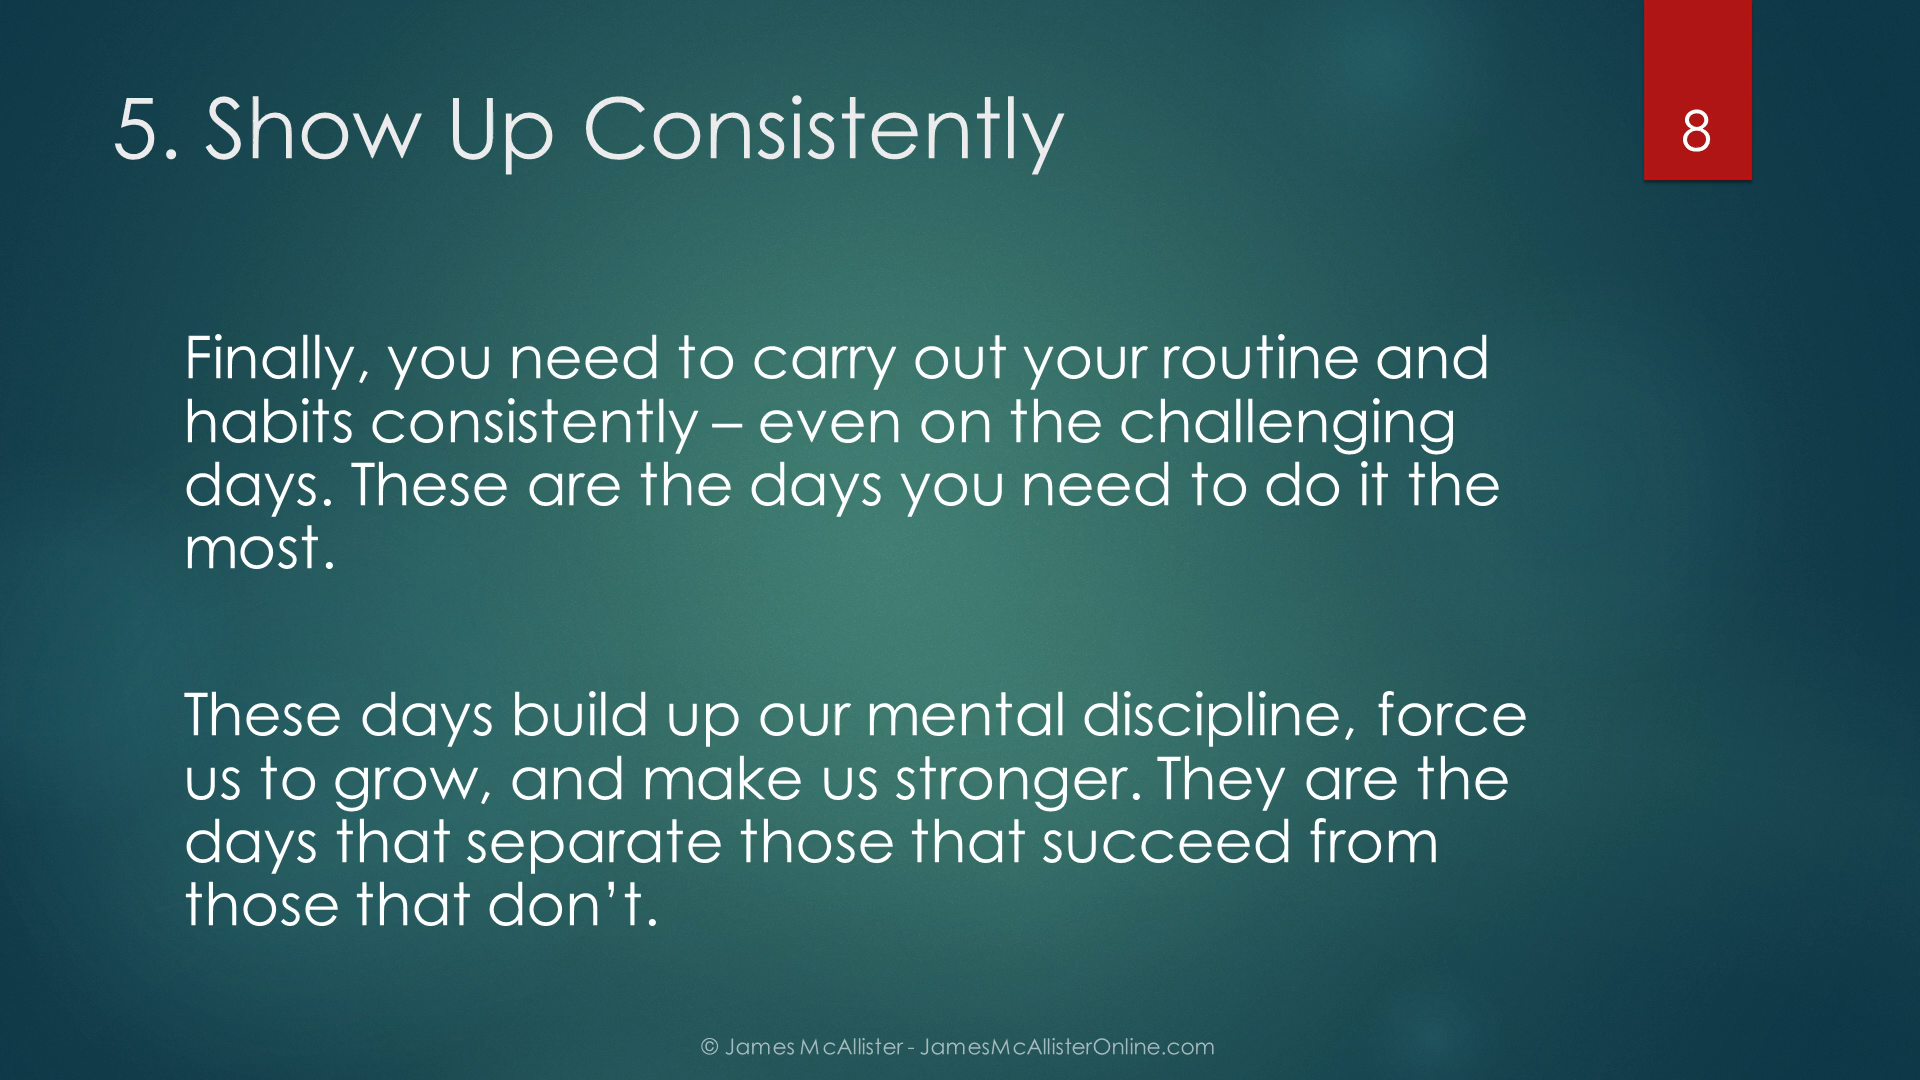 5. Show Up Consistently
8
Finally, you need to carry out your routine and
habits consistently – even on the challenging
days. These are the days you need to do it the
most.
These days build up our mental discipline, force
us to grow, and make us stronger. They are the
days that separate those that succeed from
those that don’t.
© James McAllister - JamesMcAllisterOnline.com